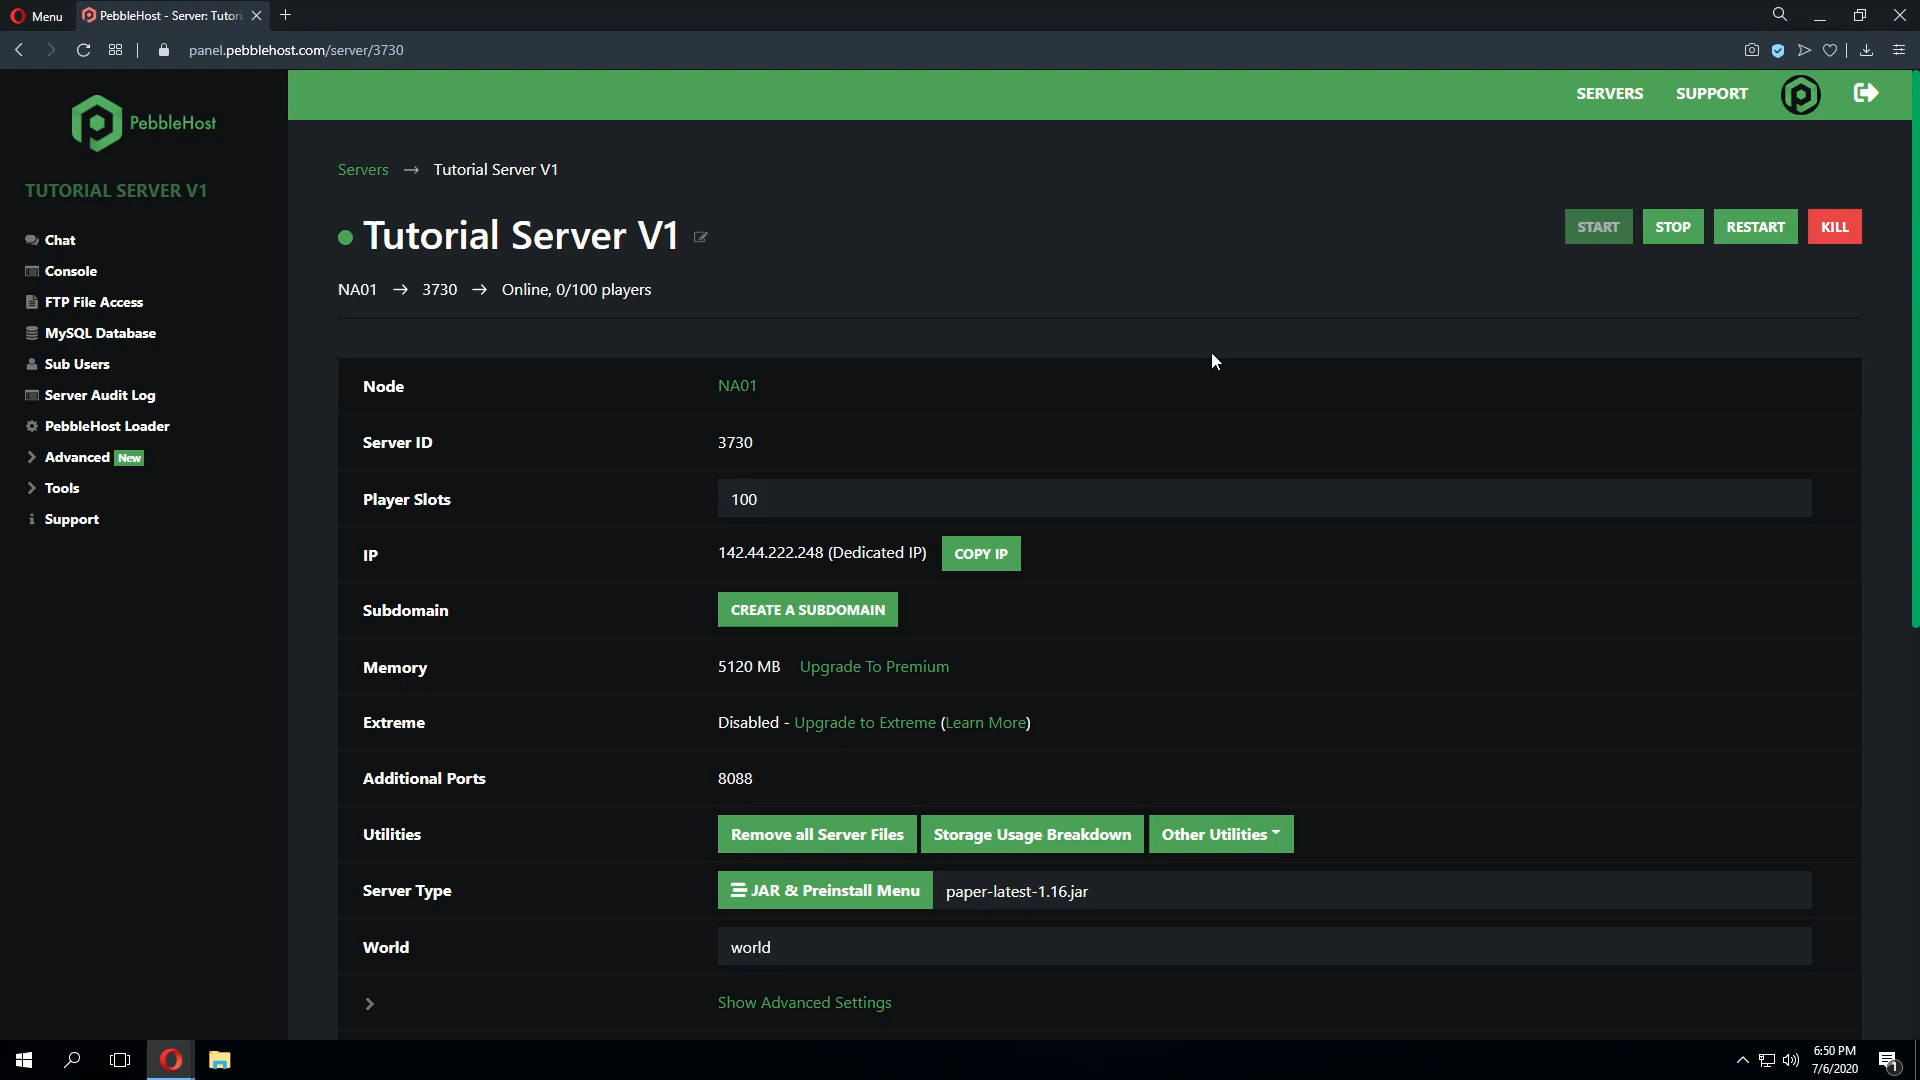 Menu
PebbleHost - Server: Tutori
panel.pebblehost.com/server/3730
PebbleHost
SERVERS
SUPPORT
TUTORIAL SERVER V1
Chat
Console
FTP File Access
MySQL Database
Sub Users
Server Audit Log
PebbleHost Loader
Advanced New
Tools
Support
Servers → Tutorial Server V1
Tutorial Server V1
START STOP RESTART KILL
NA01 → 3730 → Online, 0/100 players
Node NA01
Server ID 3730
Player Slots 100
IP 142.44.222.248 (Dedicated IP) COPY IP
Subdomain CREATE A SUBDOMAIN
Memory 5120 MB Upgrade To Premium
Extreme Disabled - Upgrade to Extreme (Learn More)
Additional Ports 8088
Utilities Remove all Server Files Storage Usage Breakdown Other Utilities
Server Type JAR & Preinstall Menu paper-latest-1.16.jar
World world
Show Advanced Settings
6:50 PM
7/6/2020
1